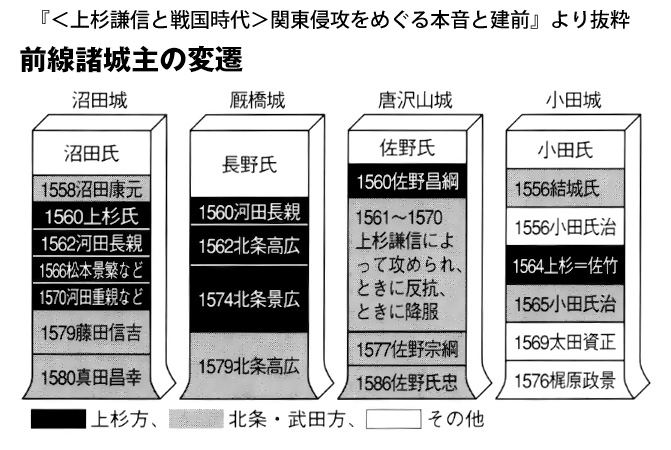 『＜上杉謙信と戦国時代＞関東侵攻をめぐる本音と建前』より抜粋
前線諸城主の変遷
沼田城
沼田氏
1558沼田康元
1560上杉氏
1562河田長親
1566松本景繁など
1570河田重親など
1579藤田信吉
1580真田昌幸
厩橋城
長野氏
1560河田長親
1562北条高広
1574北条景広
1579北条高広
唐沢山城
佐野氏
1560佐野昌綱
1561〜1570
上杉謙信によ
って攻められ、
ときに反抗、
ときに降服
1577佐野宗綱
1586佐野氏忠
小田城
小田氏
1556結城氏
1556小田氏治
1564上杉＝佐竹
1565小田氏治
1569太田資正
1576梶原政景
上杉方、 北条・武田方、 その他